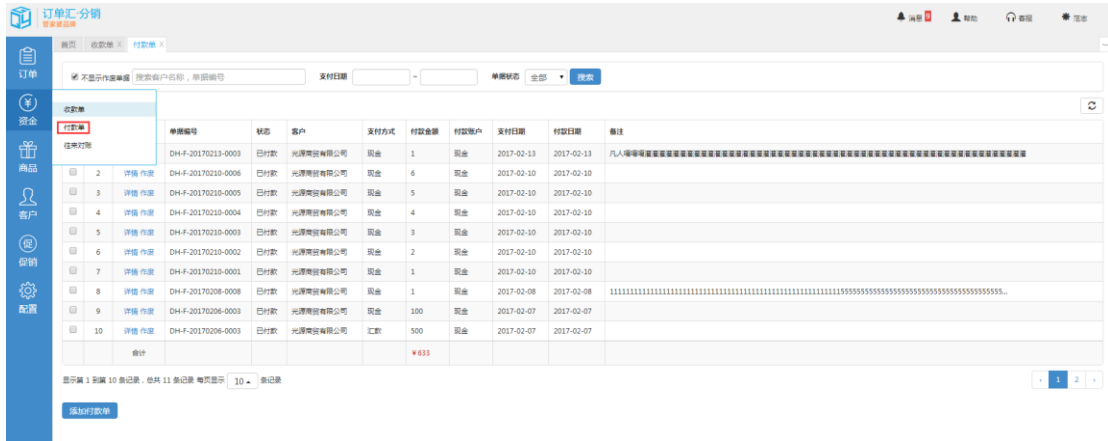 订单汇·分销
管家婆品牌
消息 帮助 客服
首页 收款单 X 付款单 X
订单
资金
商品
客户
促销
配置
不显示作废单据 搜索客户名称，单据编号 支付日期 - 单据状态 全部 搜索
收款单
付款单
往来对账
单据编号 状态 客户 支付方式 付款金额 付款账户 支付日期 付款日期 备注
DH-F-20170213-0003 已付款 光源商贸有限公司 现金 1 现金 2017-02-13 2017-02-13
2 详情 作废 DH-F-20170210-0006 已付款 光源商贸有限公司 现金 6 现金 2017-02-10 2017-02-10
3 详情 作废 DH-F-20170210-0005 已付款 光源商贸有限公司 现金 5 现金 2017-02-10 2017-02-10
4 详情 作废 DH-F-20170210-0004 已付款 光源商贸有限公司 现金 4 现金 2017-02-10 2017-02-10
5 详情 作废 DH-F-20170210-0003 已付款 光源商贸有限公司 现金 3 现金 2017-02-10 2017-02-10
6 详情 作废 DH-F-20170210-0002 已付款 光源商贸有限公司 现金 2 现金 2017-02-10 2017-02-10
7 详情 作废 DH-F-20170210-0001 已付款 光源商贸有限公司 现金 1 现金 2017-02-10 2017-02-10
8 详情 作废 DH-F-20170208-0008 已付款 光源商贸有限公司 现金 1 现金 2017-02-08 2017-02-08
9 详情 作废 DH-F-20170206-0003 已付款 光源商贸有限公司 现金 100 现金 2017-02-07 2017-02-07
10 详情 作废 DH-F-20170206-0003 已付款 光源商贸有限公司 汇款 500 现金 2017-02-07 2017-02-07
合计 ¥633
显示第 1 到第 10 条记录，总共 11 条记录 每页显示 10 条记录
‹ 1 2 ›
添加付款单